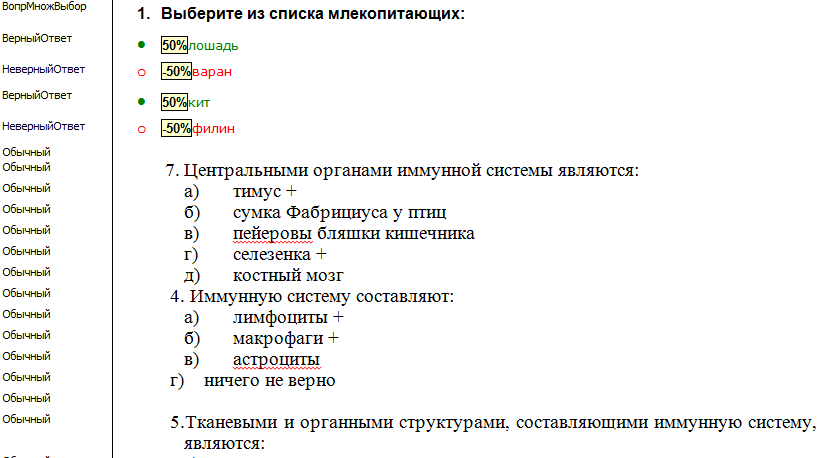 ВопрМножВыбор 1. Выберите из списка млекопитающих:
ВерныйОтвет 50%лошадь
НеверныйОтвет -50%варан
ВерныйОтвет 50%кит
НеверныйОтвет -50%филин
Обычный
Обычный 7. Центральными органами иммунной системы являются:
Обычный а) тимус +
Обычный б) сумка Фабрициуса у птиц
Обычный в) пейеровы бляшки кишечника
Обычный г) селезенка +
Обычный д) костный мозг
Обычный 4. Иммунную систему составляют:
Обычный а) лимфоциты +
Обычный б) макрофаги +
Обычный в) астроциты
Обычный г) ничего не верно
Обычный
Обычный 5.Тканевыми и органными структурами, составляющими иммунную систему,
являются: